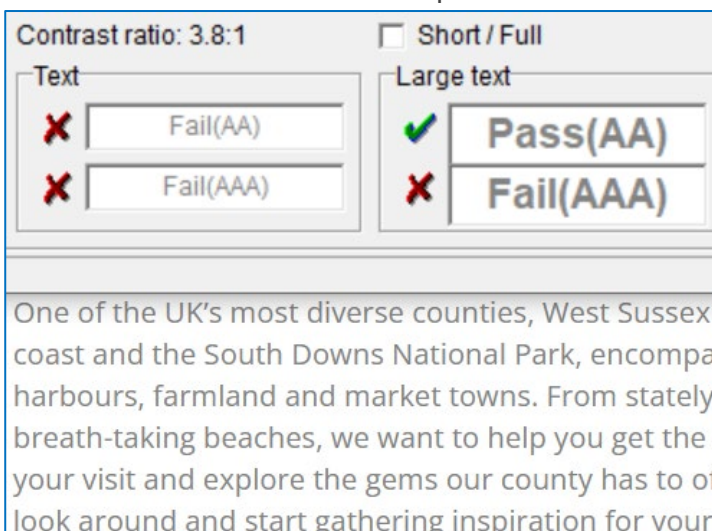 Contrast ratio: 3.8:1 Short / Full
Text Large text
Fail(AA) Pass(AA)
Fail(AAA) Fail(AAA)
One of the UK's most diverse counties, West Sussex
coast and the South Downs National Park, encompa
harbours, farmland and market towns. From stately
breath-taking beaches, we want to help you get the
your visit and explore the gems our county has to of
look around and start gathering inspiration for your